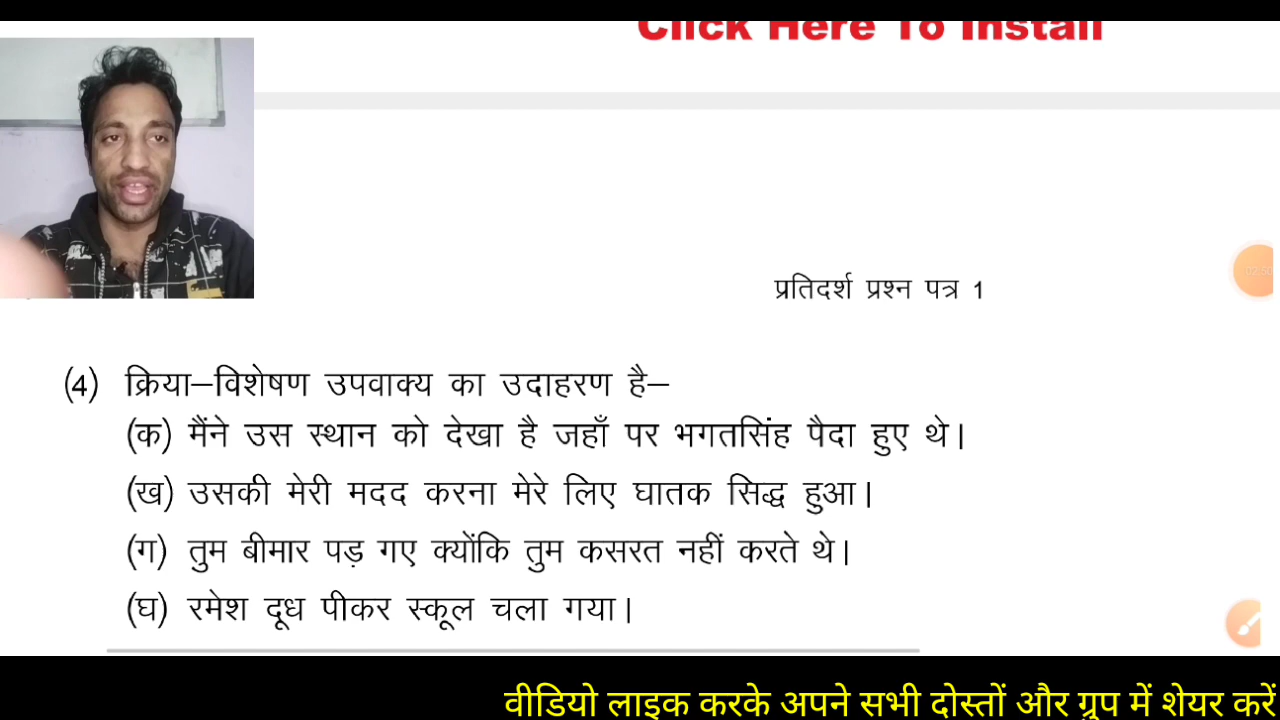 Click Here To Install
प्रतिदर्श प्रश्न पत्र 1
(4) क्रिया–विशेषण उपवाक्य का उदाहरण है–
(क) मैंने उस स्थान को देखा है जहाँ पर भगतसिंह पैदा हुए थे।
(ख) उसकी मेरी मदद करना मेरे लिए घातक सिद्ध हुआ।
(ग) तुम बीमार पड़ गए क्योंकि तुम कसरत नहीं करते थे।
(घ) रमेश दूध पीकर स्कूल चला गया।
वीडियो लाइक करके अपने सभी दोस्तों और ग्रुप में शेयर करें